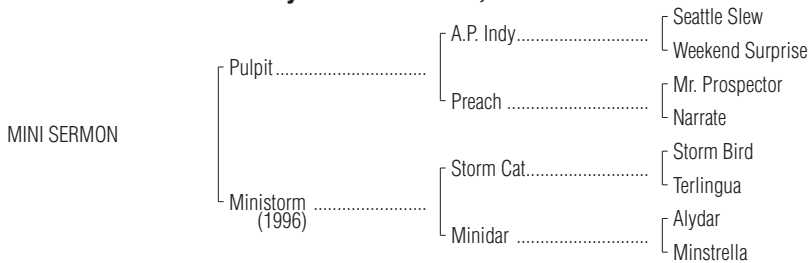 Seattle Slew
A.P. Indy
Weekend Surprise
Pulpit
Mr. Prospector
Preach
Narrate
MINI SERMON
Storm Bird
Storm Cat
Terlingua
Ministorm
(1996)
Alydar
Minidar
Minstrella